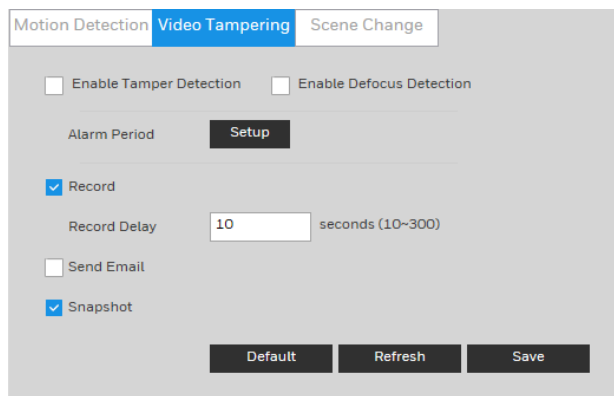 Motion Detection Video Tampering Scene Change
Enable Tamper Detection Enable Defocus Detection
Alarm Period Setup
Record
Record Delay 10 seconds (10~300)
Send Email
Snapshot
Default Refresh Save